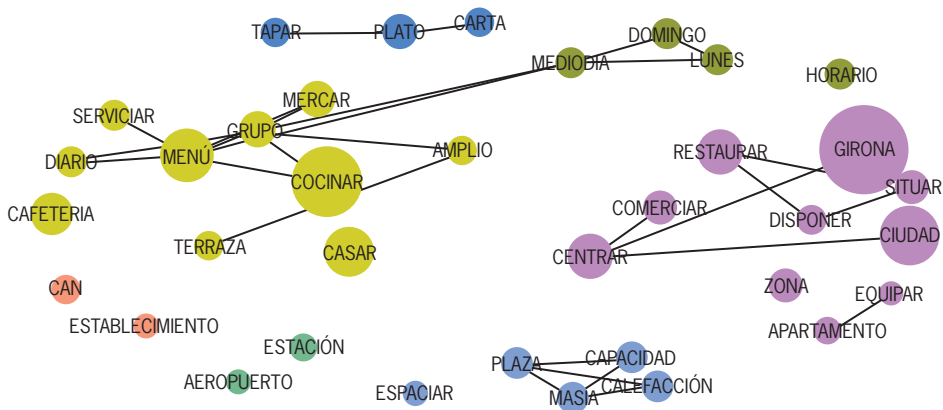 TAPAR
PLATO
CARTA
DOMINGO
LUNES
MEDIODIA
HORARIO
MERCAR
SERVICIAR
GRUPO
DIARIO
MENÚ
AMPLIO
COCINAR
CAFETERIA
TERRAZA
CASAR
RESTAURAR
GIRONA
SITUAR
COMERCIAR
DISPONER
CIUDAD
CENTRAR
ZONA
EQUIPAR
APARTAMENTO
CAN
ESTABLECIMIENTO
ESTACIÓN
AEROPUERTO
ESPACIAR
PLAZA
CAPACIDAD
CALEFACCIÓN
MASIA